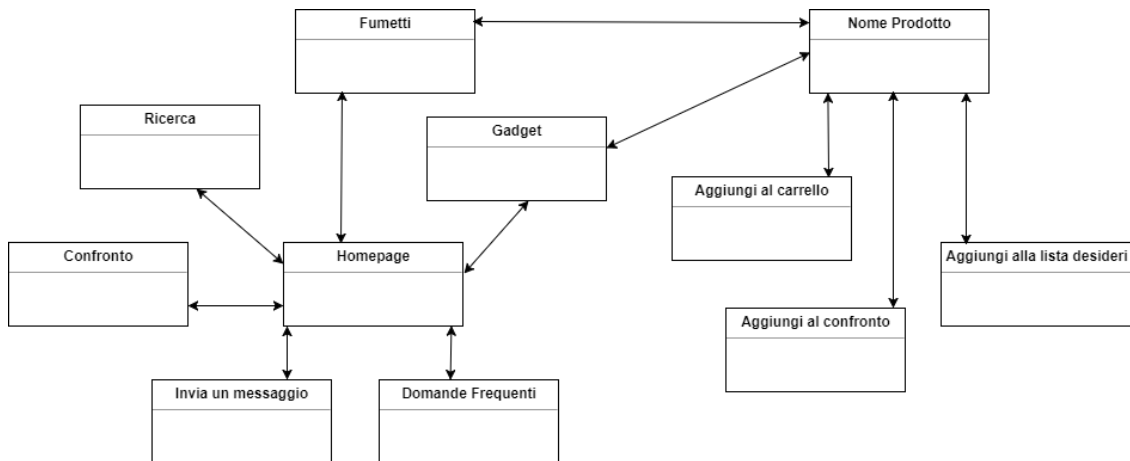 Fumetti
Nome Prodotto
Ricerca
Gadget
Aggiungi al carrello
Confronto
Homepage
Aggiungi alla lista desideri
Aggiungi al confronto
Invia un messaggio
Domande Frequenti